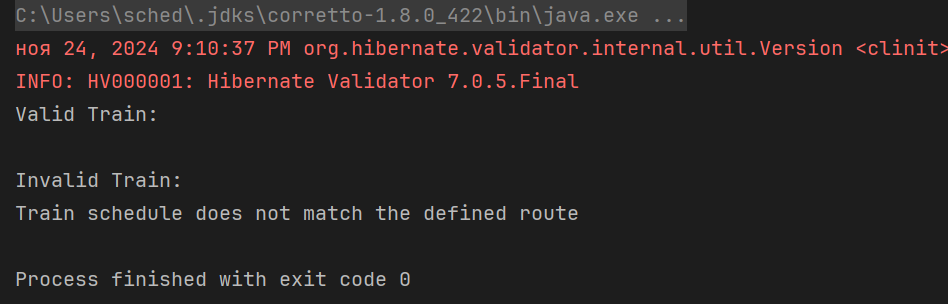 C:\Users\sched\.jdks\corretto-1.8.0_422\bin\java.exe ...
ноя 24, 2024 9:10:37 PM org.hibernate.validator.internal.util.Version <clinit>
INFO: HV000001: Hibernate Validator 7.0.5.Final
Valid Train:
Invalid Train:
Train schedule does not match the defined route
Process finished with exit code 0